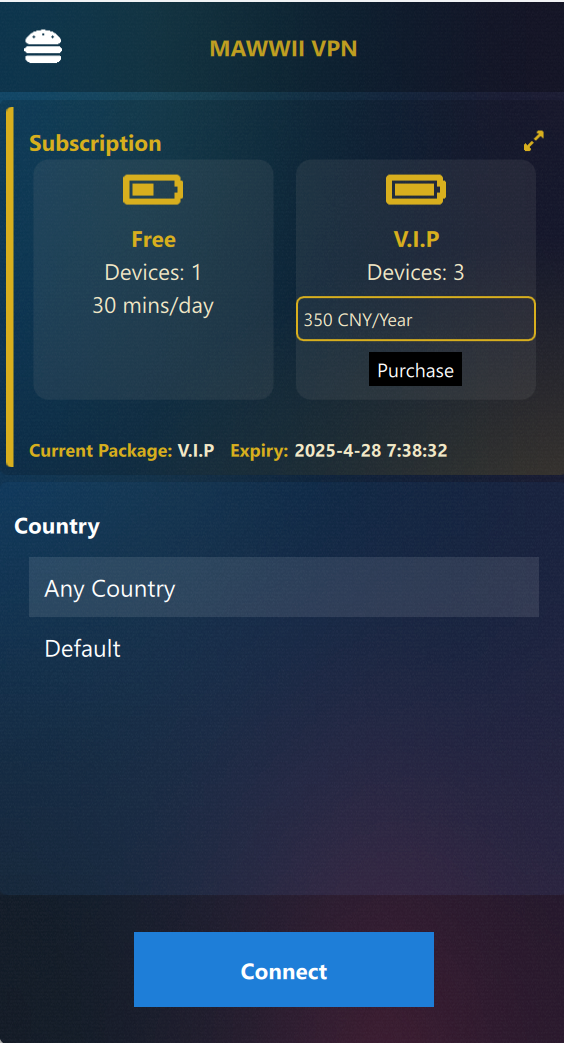 MAWWII VPN
Subscription
Free
Devices: 1
30 mins/day
V.I.P
Devices: 3
350 CNY/Year
Purchase
Current Package: V.I.P Expiry: 2025-4-28 7:38:32
Country
Any Country
Default
Connect